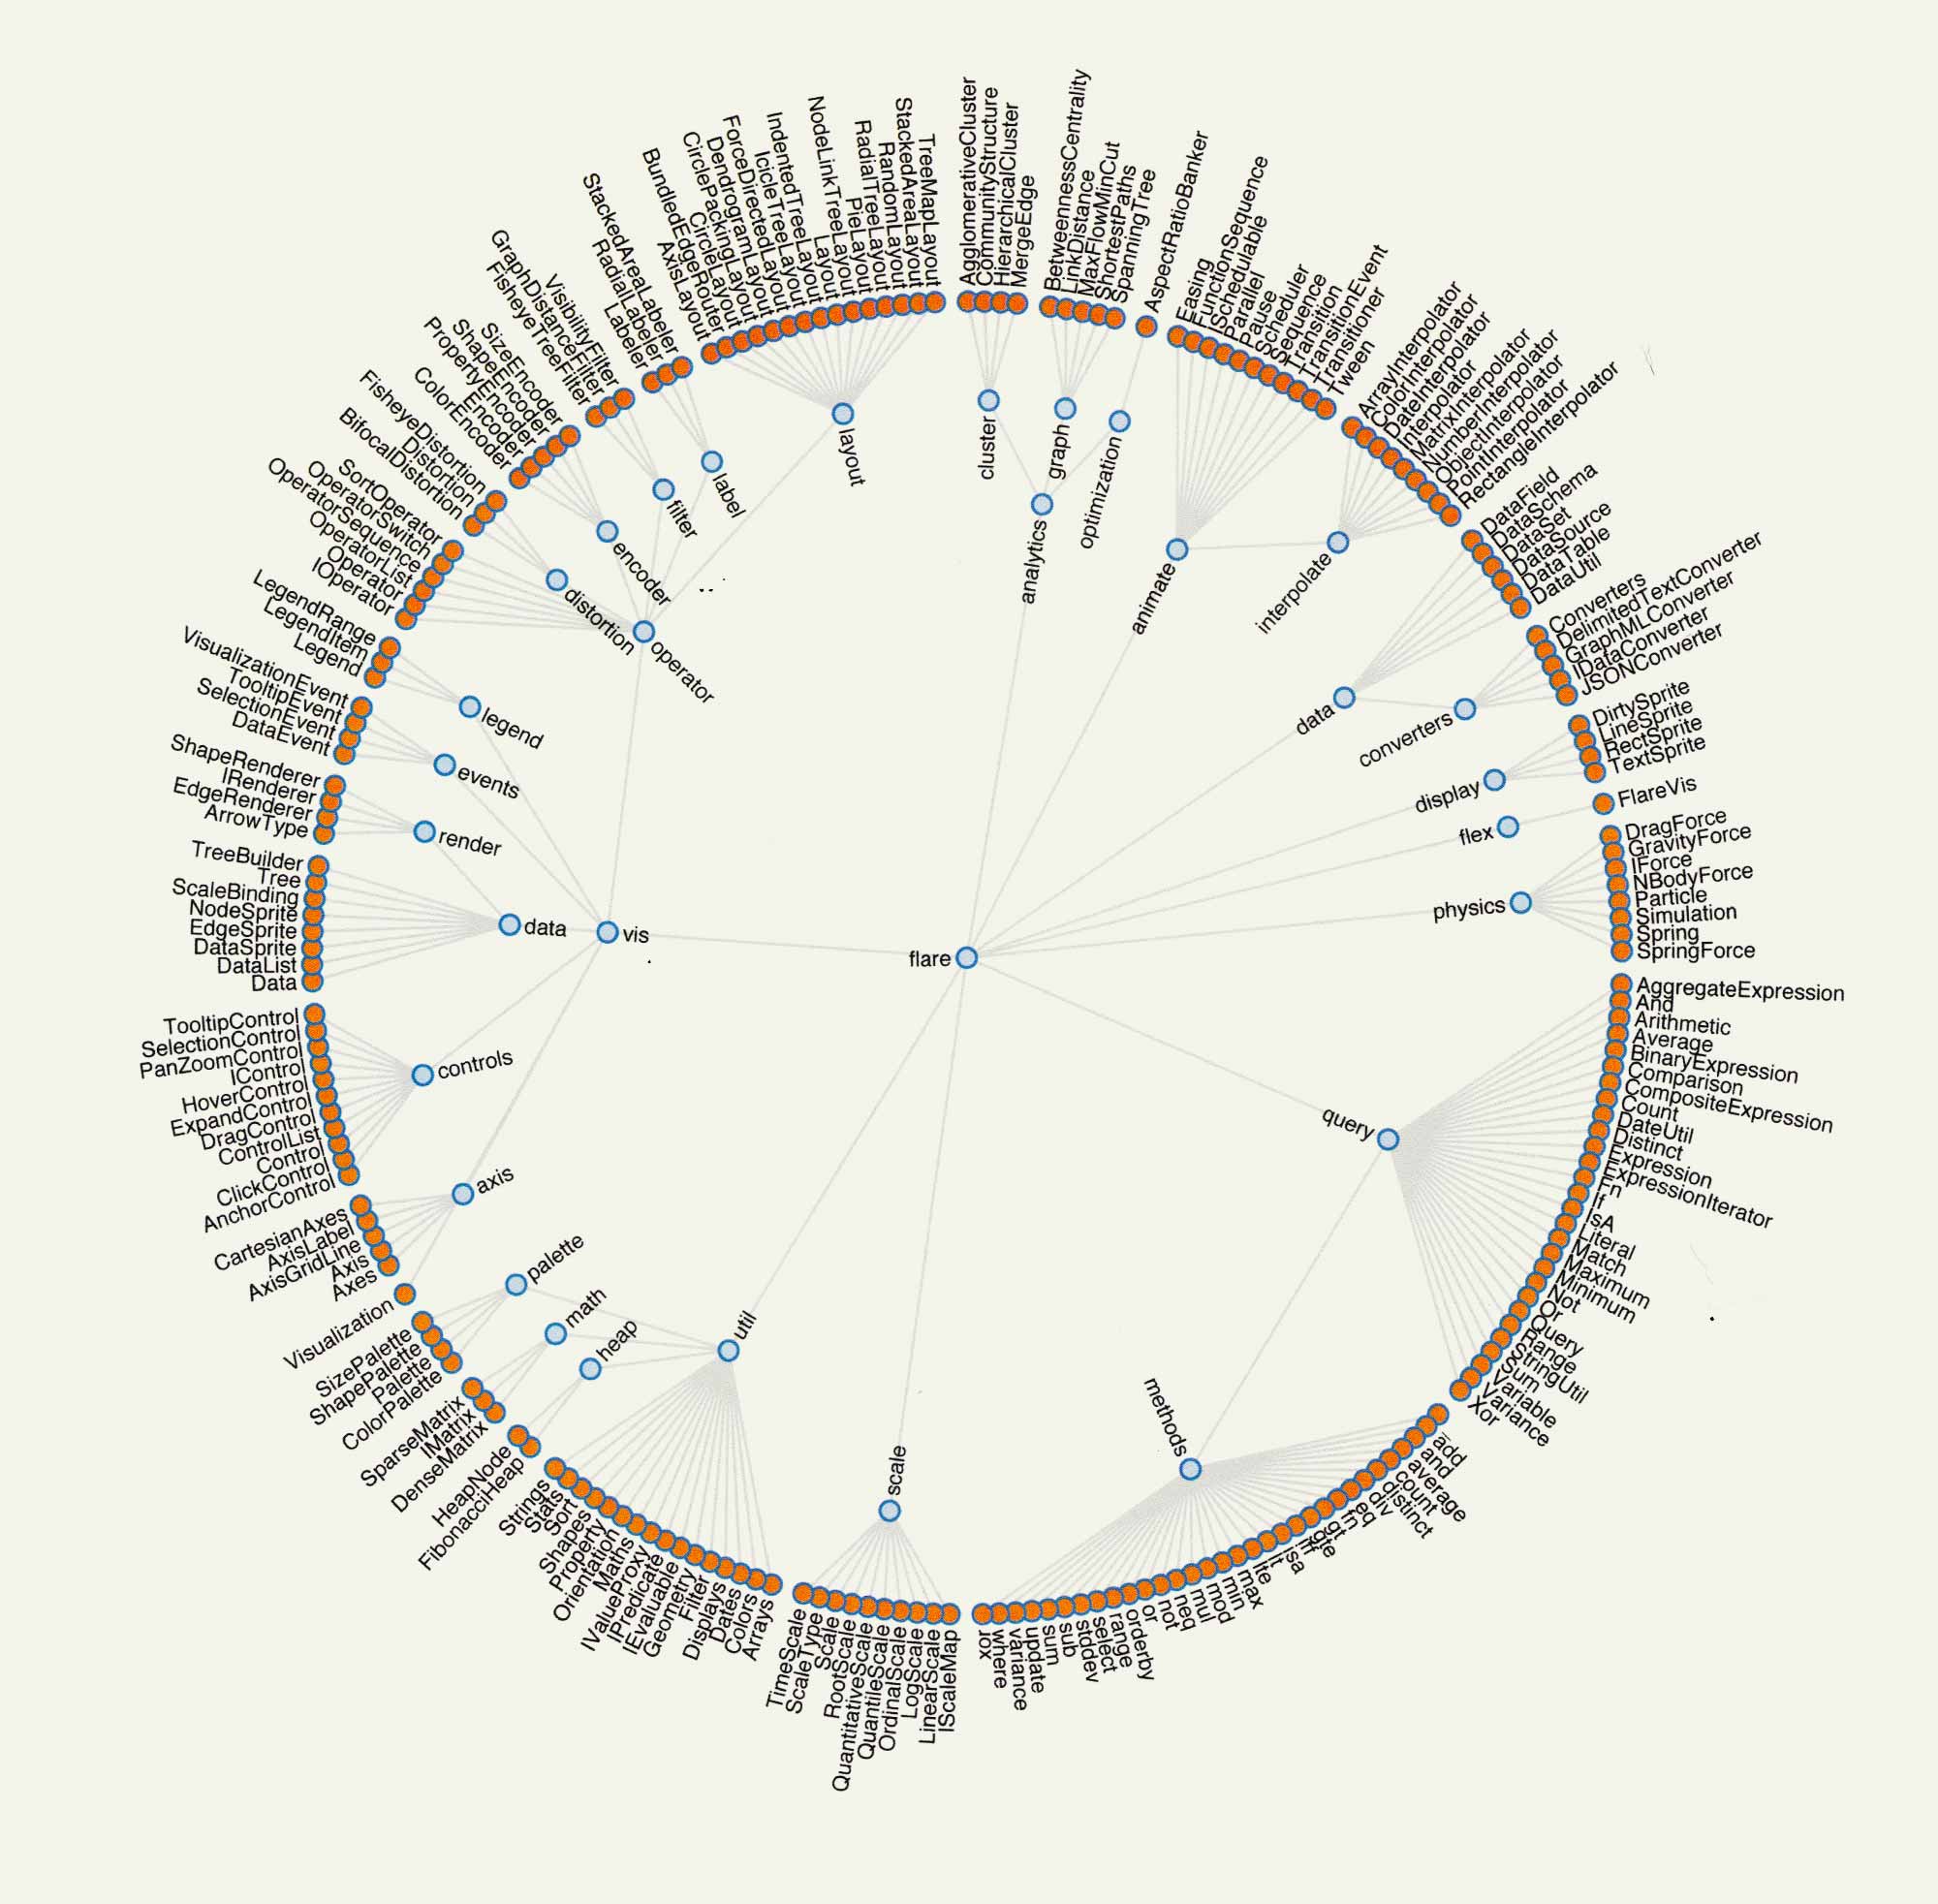 flare
analytics
cluster
AgglomerativeCluster
CommunityStructure
HierarchicalCluster
MergeEdge
graph
BetweennessCentrality
LinkDistance
MaxFlowMinCut
ShortestPaths
SpanningTree
optimization
AspectRatioBanker
animate
Easing
FunctionSequence
ISchedulable
Parallel
Pause
Scheduler
Sequence
Transition
TransitionEvent
Transitioner
Tween
interpolate
ArrayInterpolator
ColorInterpolator
DateInterpolator
Interpolator
MatrixInterpolator
NumberInterpolator
ObjectInterpolator
PointInterpolator
RectangleInterpolator
data
DataField
DataSchema
DataSet
DataSource
DataTable
DataUtil
converters
Converters
DelimitedTextConverter
GraphMLConverter
IDataConverter
JSONConverter
display
DirtySprite
LineSprite
RectSprite
TextSprite
flex
FlareVis
physics
DragForce
GravityForce
IForce
NBodyForce
Particle
Simulation
Spring
SpringForce
query
AggregateExpression
And
Arithmetic
Average
BinaryExpression
Comparison
CompositeExpression
Count
DateUtil
Distinct
Expression
ExpressionIterator
Fn
If
IsA
Literal
Match
Maximum
Minimum
Not
Or
Query
Range
StringUtil
Sum
Variable
Variance
Xor
methods
add
and
average
count
distinct
div
eq
fn
gt
gte
iff
isa
lt
lte
max
min
mod
mul
neq
not
or
orderby
range
select
stddev
sub
sum
update
variance
where
xor
scale
IScaleMap
LinearScale
LogScale
OrdinalScale
QuantileScale
QuantitativeScale
RootScale
Scale
ScaleType
TimeScale
util
Arrays
Colors
Dates
Displays
Filter
Geometry
IEvaluable
IPredicate
IValueProxy
Maths
Orientation
Property
Shapes
Sort
Stats
Strings
heap
FibonacciHeap
HeapNode
math
DenseMatrix
IMatrix
SparseMatrix
palette
ColorPalette
Palette
ShapePalette
SizePalette
vis
Visualization
axis
Axes
Axis
AxisGridLine
AxisLabel
CartesianAxes
controls
AnchorControl
ClickControl
Control
ControlList
DragControl
ExpandControl
HoverControl
IControl
PanZoomControl
SelectionControl
TooltipControl
data
Data
DataList
DataSprite
EdgeSprite
NodeSprite
ScaleBinding
Tree
TreeBuilder
render
ArrowType
EdgeRenderer
IRenderer
ShapeRenderer
events
DataEvent
SelectionEvent
TooltipEvent
VisualizationEvent
legend
Legend
LegendItem
LegendRange
operator
IOperator
Operator
OperatorList
OperatorSequence
OperatorSwitch
SortOperator
distortion
BifocalDistortion
Distortion
FisheyeDistortion
encoder
ColorEncoder
Encoder
PropertyEncoder
ShapeEncoder
SizeEncoder
filter
FisheyeTreeFilter
GraphDistanceFilter
VisibilityFilter
label
Labeler
RadialLabeler
StackedAreaLabeler
layout
AxisLayout
BundledEdgeRouter
CircleLayout
CirclePackingLayout
DendrogramLayout
ForceDirectedLayout
IcicleTreeLayout
IndentedTreeLayout
Layout
NodeLinkTreeLayout
PieLayout
RadialTreeLayout
RandomLayout
StackedAreaLayout
TreeMapLayout